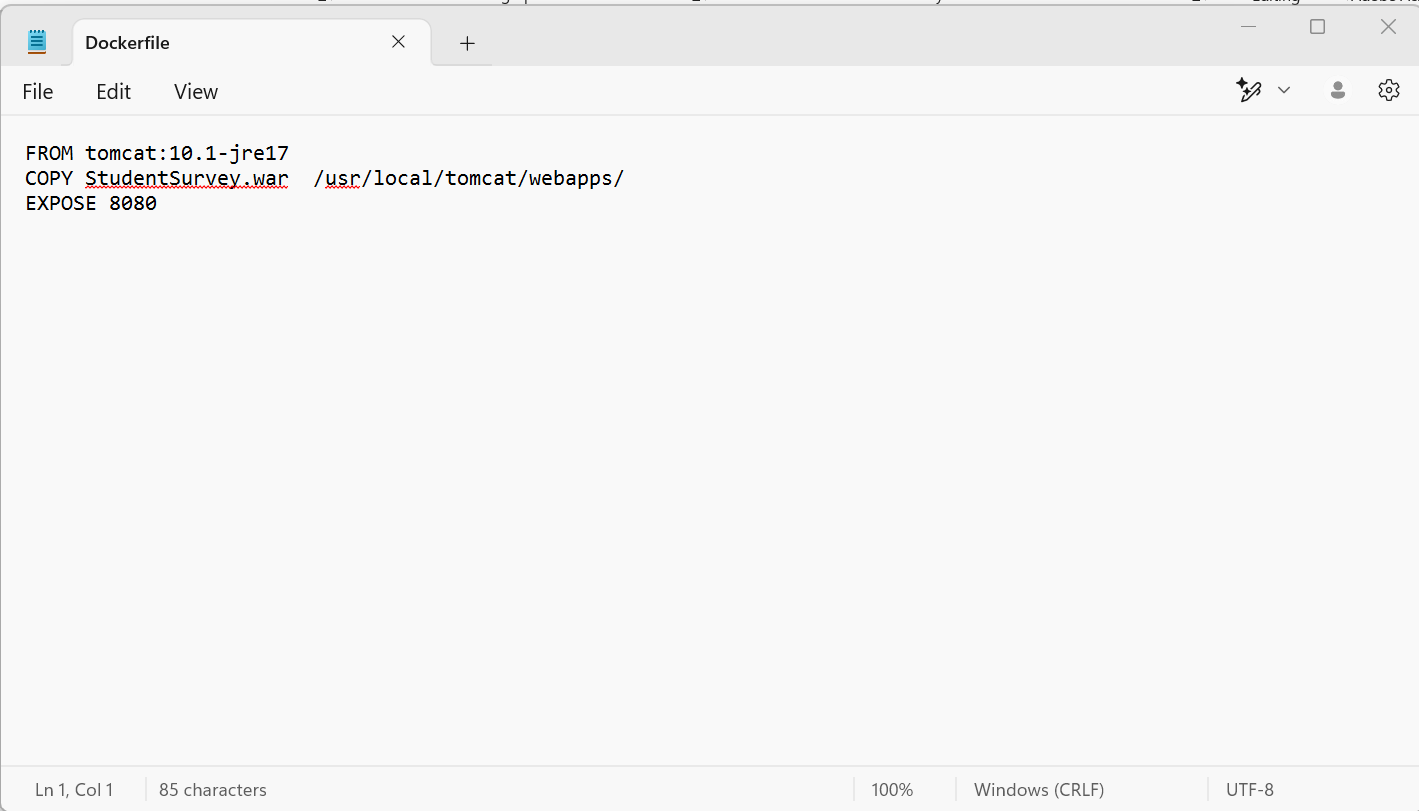 Dockerfile
File Edit View
FROM tomcat:10.1-jre17
COPY StudentSurvey.war  /usr/local/tomcat/webapps/
EXPOSE 8080
Ln 1, Col 1 85 characters 100% Windows (CRLF) UTF-8